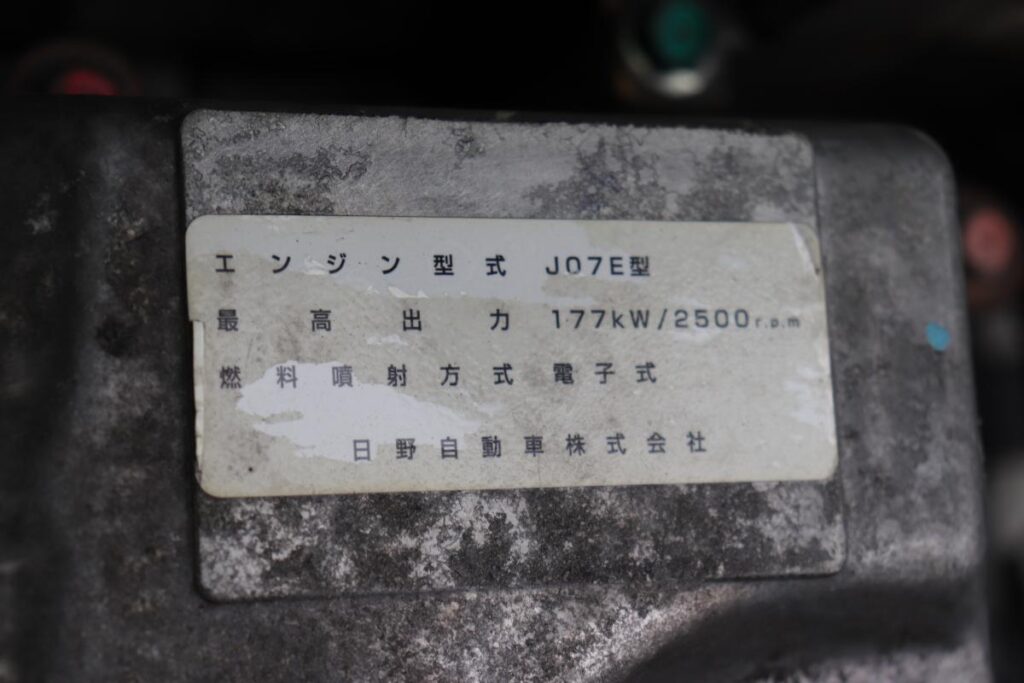 エンジン型式 J07E型
最高出力 177kW/2500r.p.m
燃料噴射方式 電子式
日野自動車株式会社